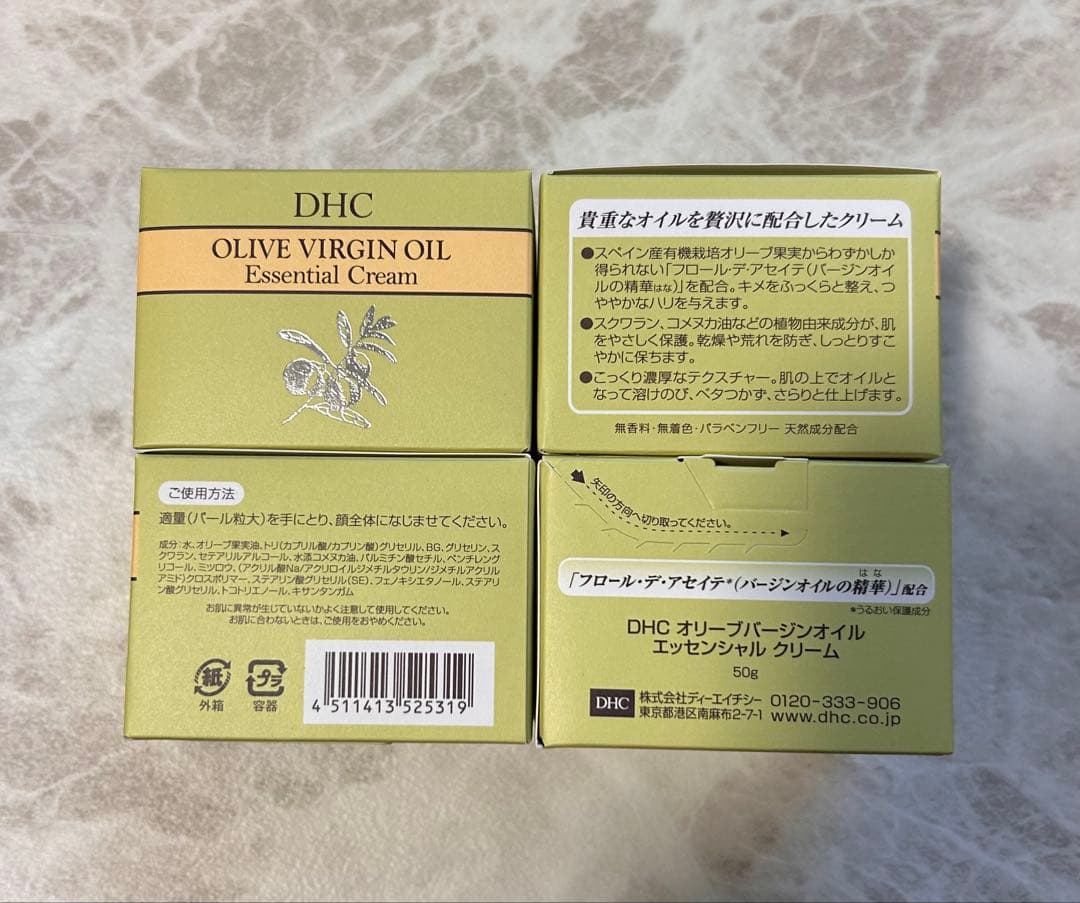 DHC
OLIVE VIRGIN OIL
Essential Cream
貴重なオイルを贅沢に配合したクリーム
●スペイン産有機栽培オリーブ果実からわずかしか
得られない「フロール・デ・アセイテ(バージンオイ
ルの精華はな)」を配合。キメをふっくらと整え、つ
ややかなハリを与えます。
●スクワラン、コメヌカ油などの植物由来成分が、肌
をやさしく保護。乾燥や荒れを防ぎ、しっとりすこ
やかに保ちます。
●こっくり濃厚なテクスチャー。肌の上でオイルと
なって溶けのび、ベタつかず、さらりと仕上げます。
無香料・無着色・パラベンフリー 天然成分配合
ご使用方法
適量(パール粒大)を手にとり、顔全体になじませてください。
成分:水、オリーブ果実油、トリ(カプリル酸/カプリン酸)グリセリル、BG、グリセリン、ス
クワラン、セテアリルアルコール、水添コメヌカ油、パルミチン酸セチル、ペンチレング
リコール、ミツロウ、(アクリル酸Na/アクリロイルジメチルタウリン/ジメチルアクリル
アミド)クロスポリマー、ステアリン酸グリセリル(SE)、フェノキシエタノール、ステアリ
ン酸グリセリル、トコトリエノール、キサンタンガム
お肌に異常が生じていないかよく注意して使用してください。
お肌に合わないときは、ご使用をおやめください。
紙
外箱
プラ
容器
4 511413 525319
矢印の方向へ切り取ってください。
「フロール・デ・アセイテ*(バージンオイルの精華はな)」配合
*うるおい保護成分
DHC オリーブバージンオイル
エッセンシャル クリーム
50g
DHC
株式会社ディーエイチシー 0120-333-906
東京都港区南麻布2-7-1 www.dhc.co.jp